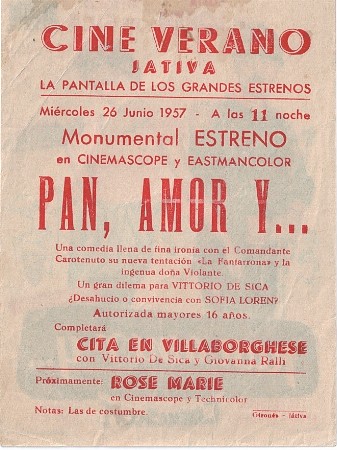 CINE VERANO
JATIVA
LA PANTALLA DE LOS GRANDES ESTRENOS
Miércoles 26 Junio 1957 - A las 11 noche
Monumental ESTRENO
en CINEMASCOPE y EASTMANCOLOR
PAN, AMOR Y...
Una comedia llena de fina ironía con el Comandante
Carotenuto su nueva tentación «La Fanfarrona» y la
ingenua doña Violante.
Un gran dilema para VITTORIO DE SICA
¿Desahucio o convivencia con SOFIA LOREN?
Autorizada mayores 16 años.
Completará
CITA EN VILLABORGHESE
con Vittorio De Sica y Giovanna Ralli
Próximamente: ROSE MARIE
en Cinemascope y Technicolor
Notas: Las de costumbre.
Gironés - Játiva